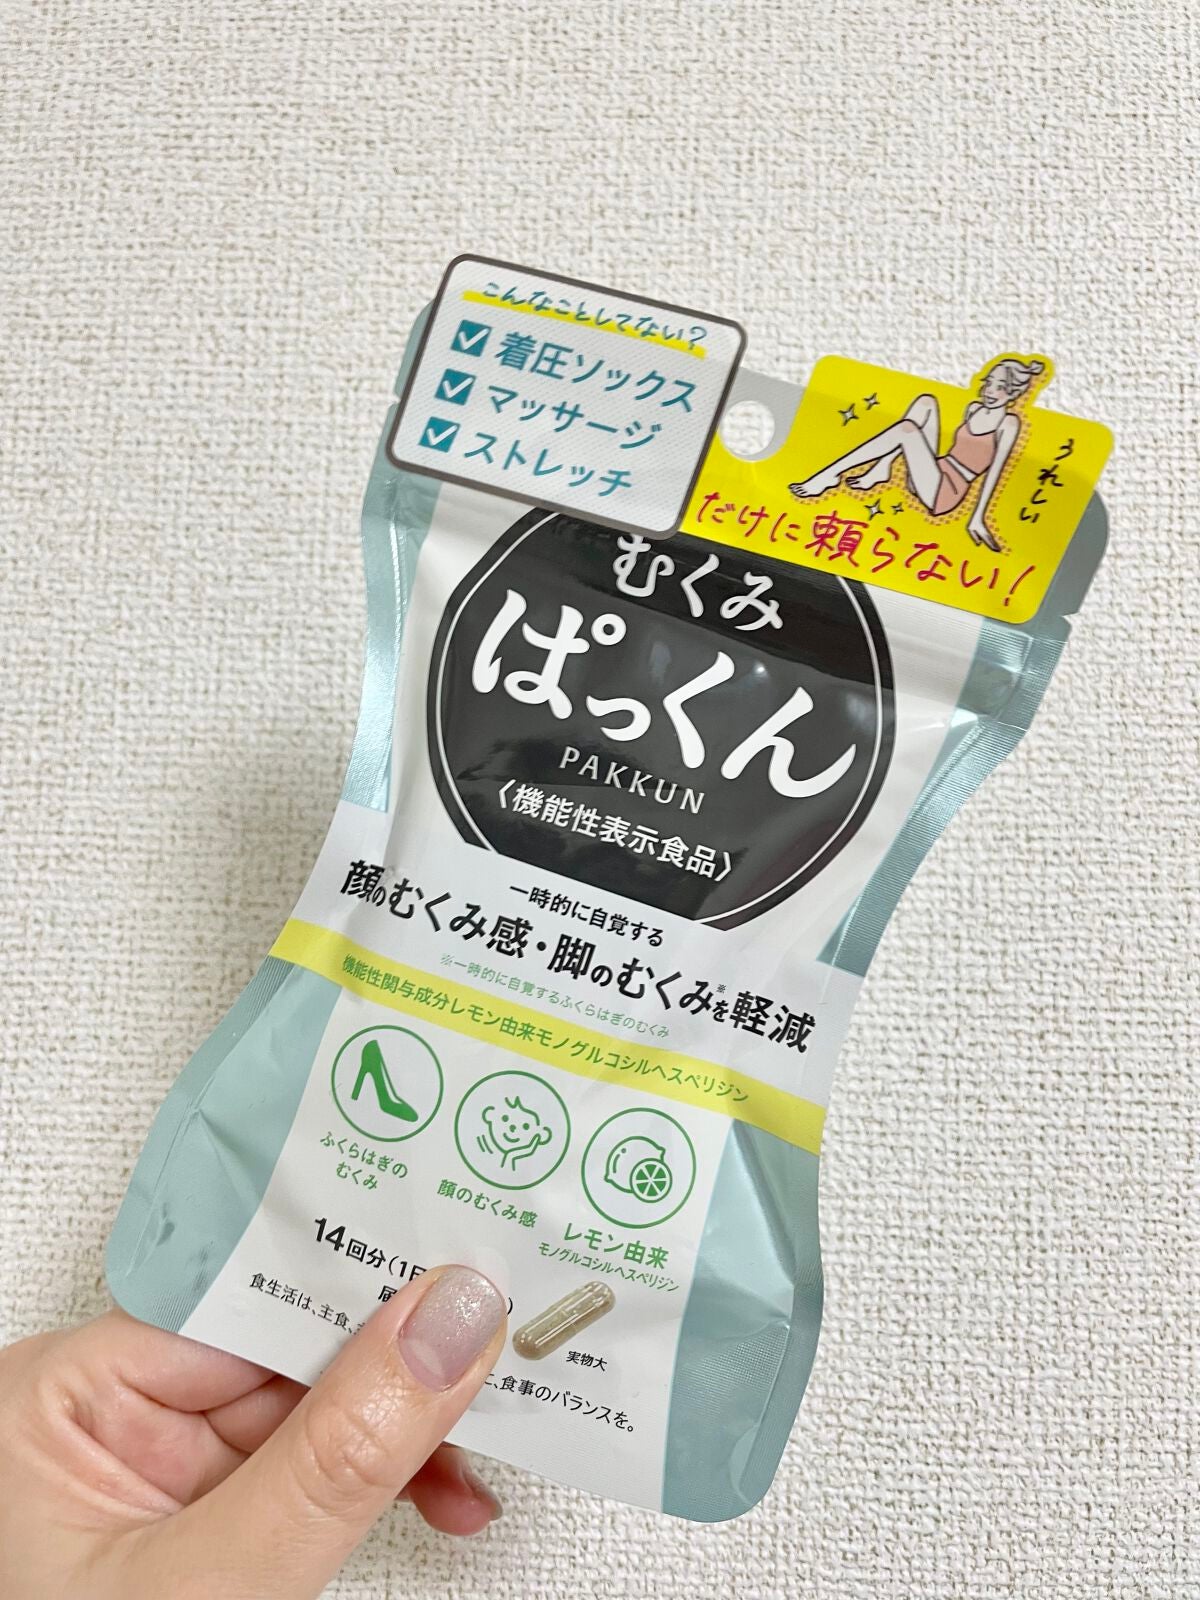 こんなことしてない?
着圧ソックス
マッサージ
ストレッチ
うれしい
だけに頼らない!
むくみ
ぱっくん
PAKKUN
〈機能性表示食品〉
一時的に自覚する
顔のむくみ感・脚のむくみ※を軽減
※一時的に自覚するふくらはぎのむくみ
機能性関与成分レモン由来モノグルコシルヘスペリジン
ふくらはぎの
むくみ
顔のむくみ感
レモン由来
モノグルコシルヘスペリジン
14回分(1日
)
届
実物大
食生活は、主食、
に、食事のバランスを。